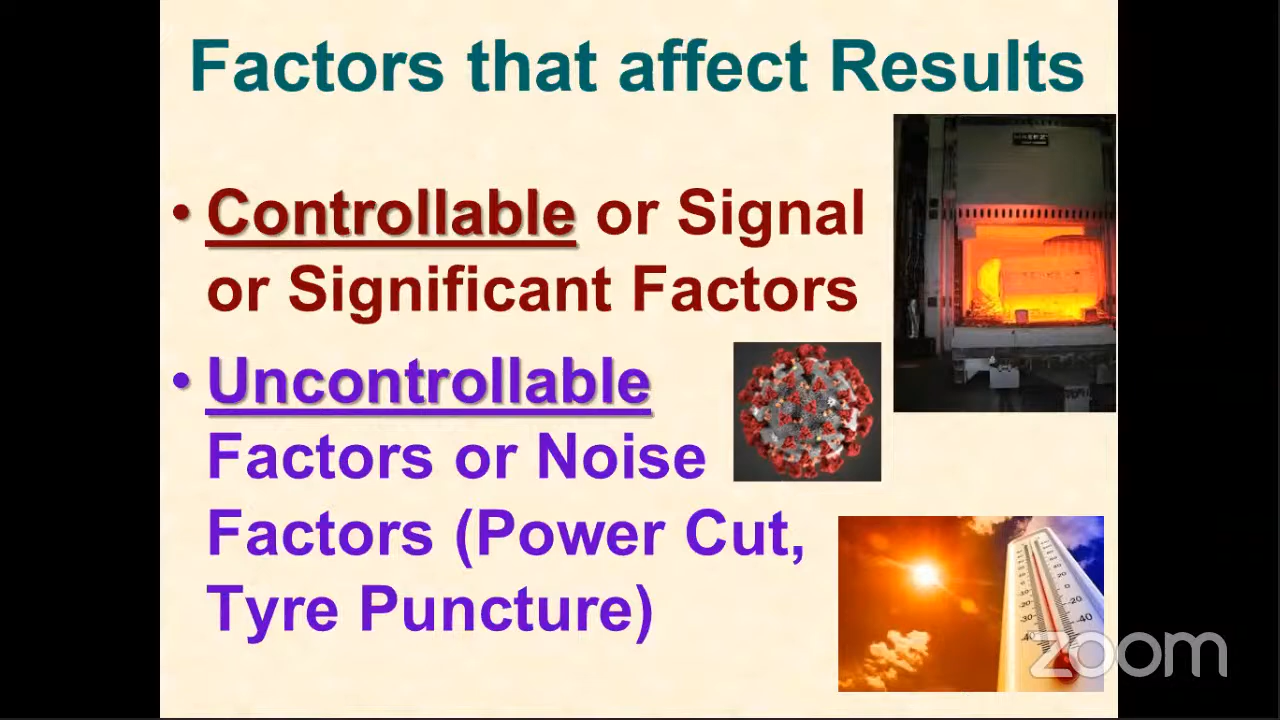 Factors that affect Results
• Controllable or Signal
or Significant Factors
• Uncontrollable
Factors or Noise
Factors (Power Cut,
Tyre Puncture)
zoom